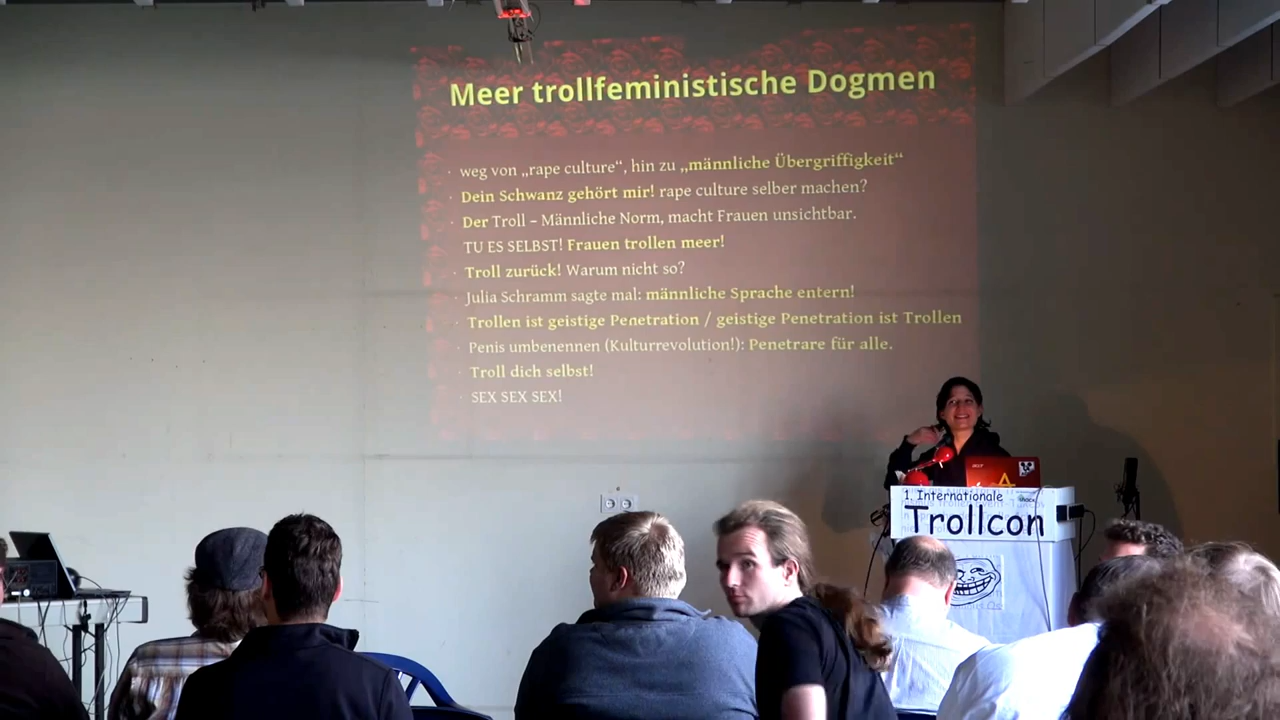 Meer trollfeministische Dogmen
· weg von „rape culture“, hin zu „männliche Übergriffigkeit“
· Dein Schwanz gehört mir! rape culture selber machen?
· Der Troll – Männliche Norm, macht Frauen unsichtbar.
TU ES SELBST! Frauen trollen meer!
· Troll zurück! Warum nicht so?
· Julia Schramm sagte mal: männliche Sprache entern!
· Trollen ist geistige Penetration / geistige Penetration ist Trollen
· Penis umbenennen (Kulturrevolution!): Penetrare für alle.
· Troll dich selbst!
· SEX SEX SEX!
acer
1. Internationale
Trollcon